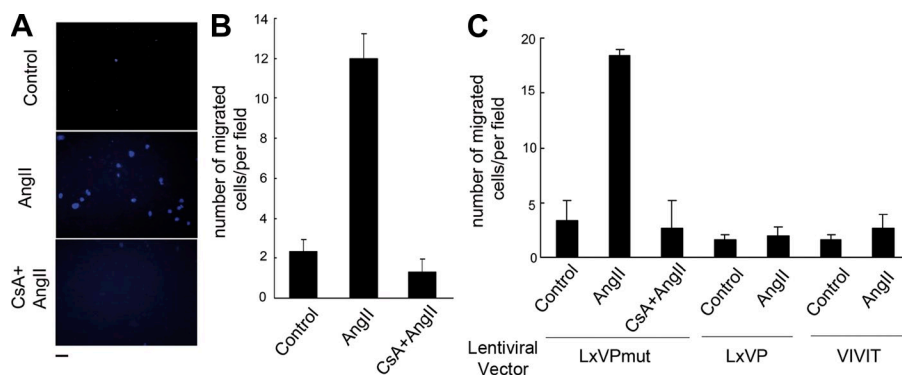 A
Control
AngII
CsA+
AngII
B
number of migrated
cells/per field
14
12
10
8
6
4
2
0
Control
AngII
CsA+AngII
C
number of migrated
cells/per field
20
15
10
5
0
Control
AngII
CsA+AngII
Control
AngII
Control
AngII
Lentiviral
Vector
LxVPmut
LxVP
VIVIT